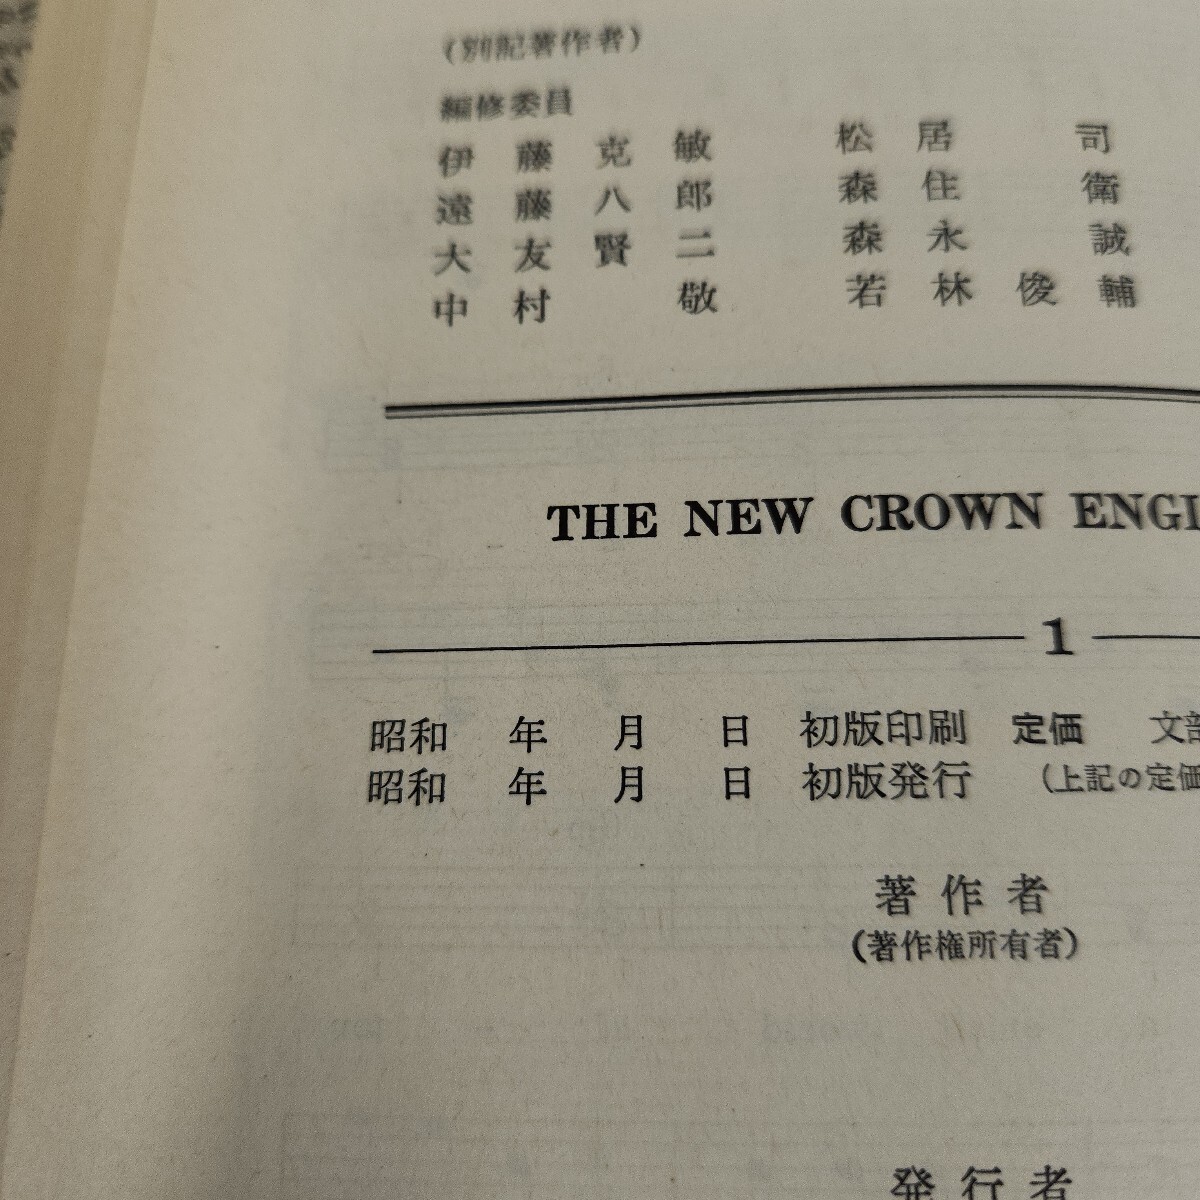 (別記著作者)
編修委員
伊藤克敏 松居司
遠藤八郎 森住衛
大友賢二 森永誠
中村敬 若林俊輔
THE NEW CROWN ENGL
1
昭和 年 月 日 初版印刷 定価 文部
昭和 年 月 日 初版発行 (上記の定価
著作者
(著作権所有者)
発行者